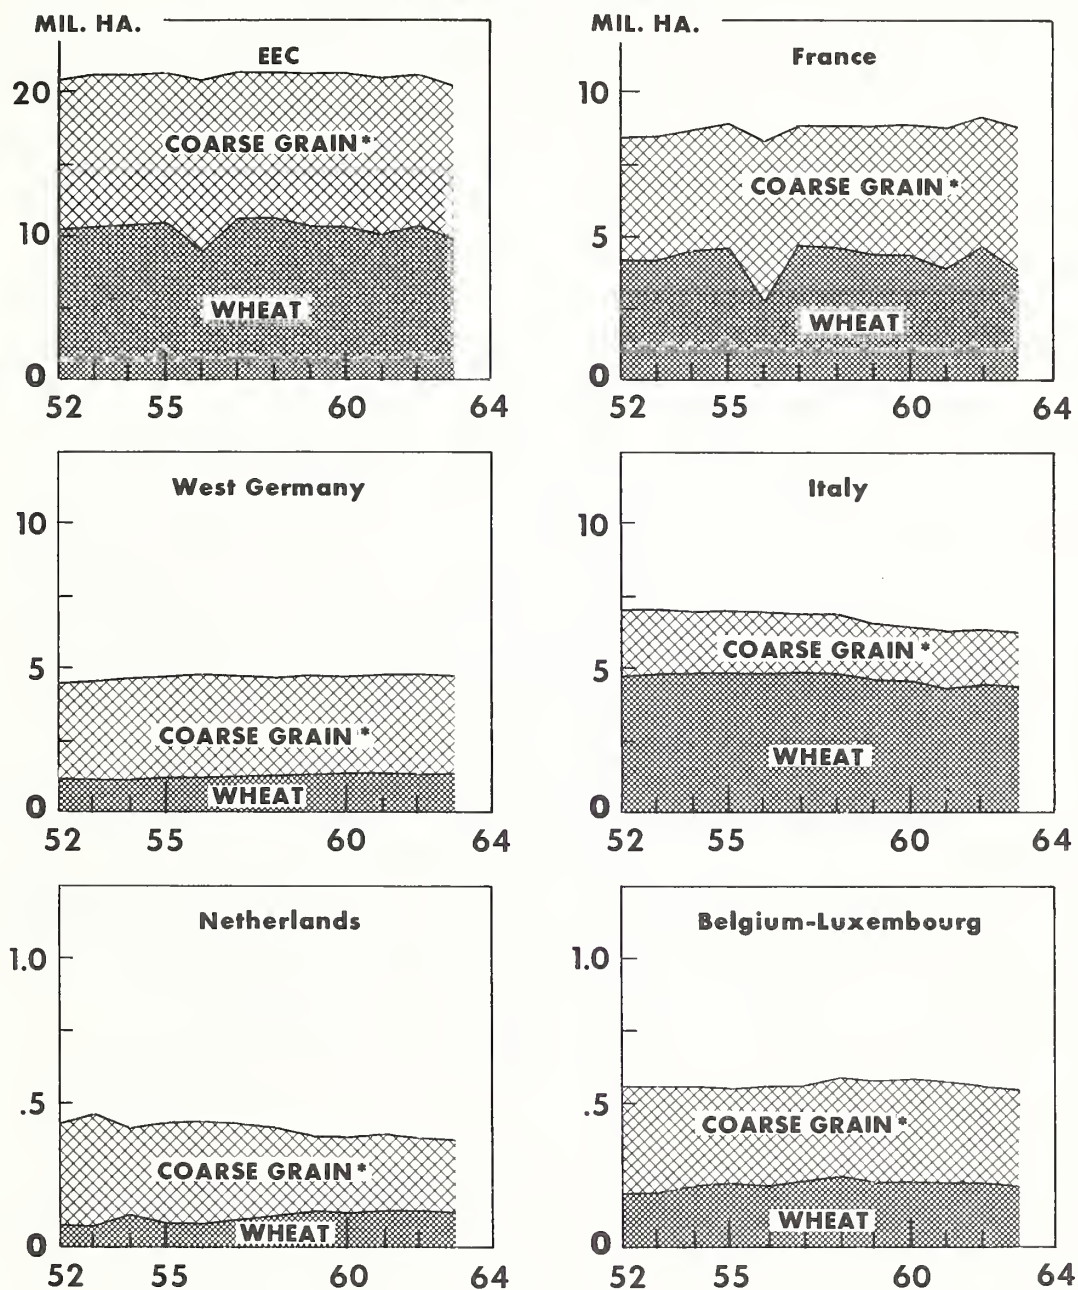 MIL. HA.
EEC
20
COARSE GRAIN*
10
WHEAT
0
52 55 60 64
MIL. HA.
France
10
COARSE GRAIN*
5
WHEAT
0
52 55 60 64
West Germany
10
5
COARSE GRAIN*
WHEAT
0
52 55 60 64
Italy
10
COARSE GRAIN*
5
WHEAT
0
52 55 60 64
Netherlands
1.0
.5
COARSE GRAIN*
WHEAT
0
52 55 60 64
Belgium-Luxembourg
1.0
.5
COARSE GRAIN*
WHEAT
0
52 55 60 64